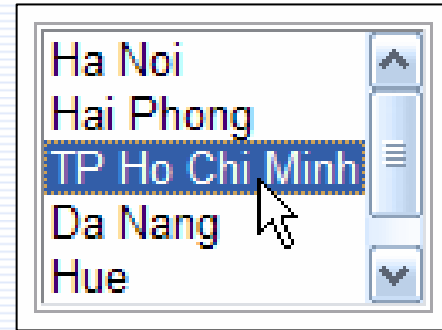 Ha Noi
Hai Phong
TP Ho Chi Minh
Da Nang
Hue